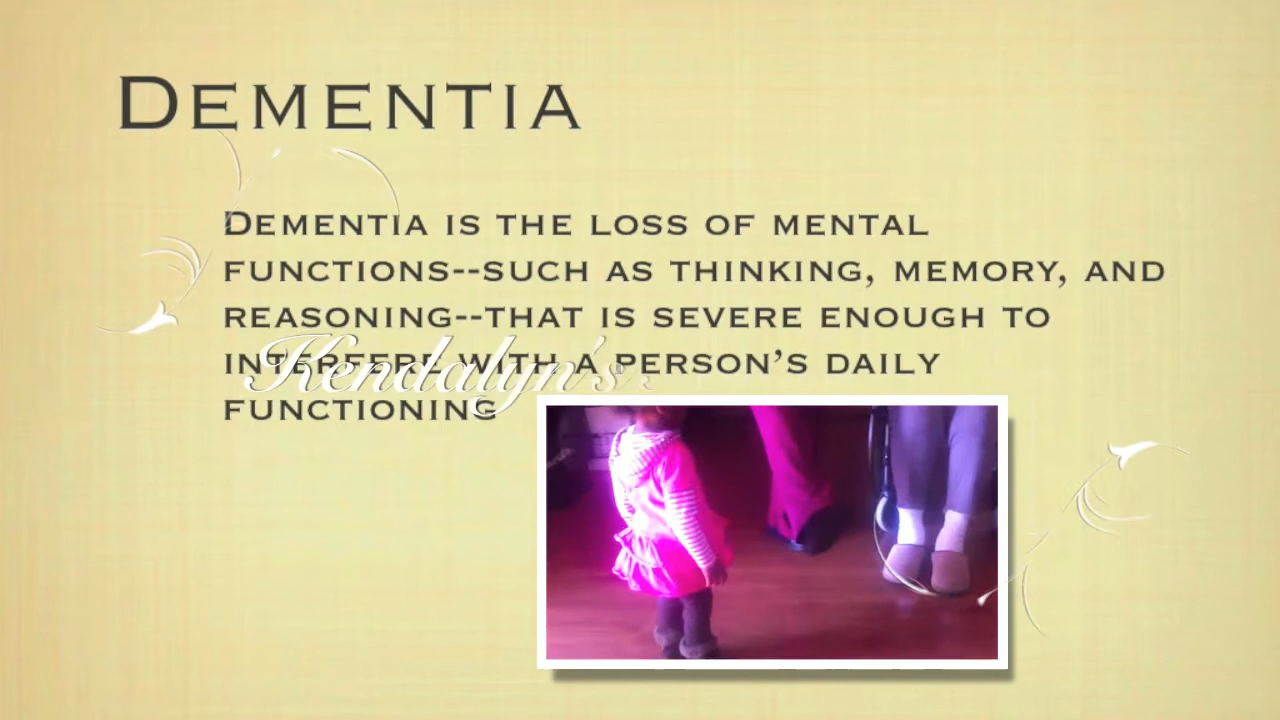 DEMENTIA
DEMENTIA IS THE LOSS OF MENTAL
FUNCTIONS--SUCH AS THINKING, MEMORY, AND
REASONING--THAT IS SEVERE ENOUGH TO
INTERFERE WITH A PERSON'S DAILY
Kendalyn's
FUNCTIONING